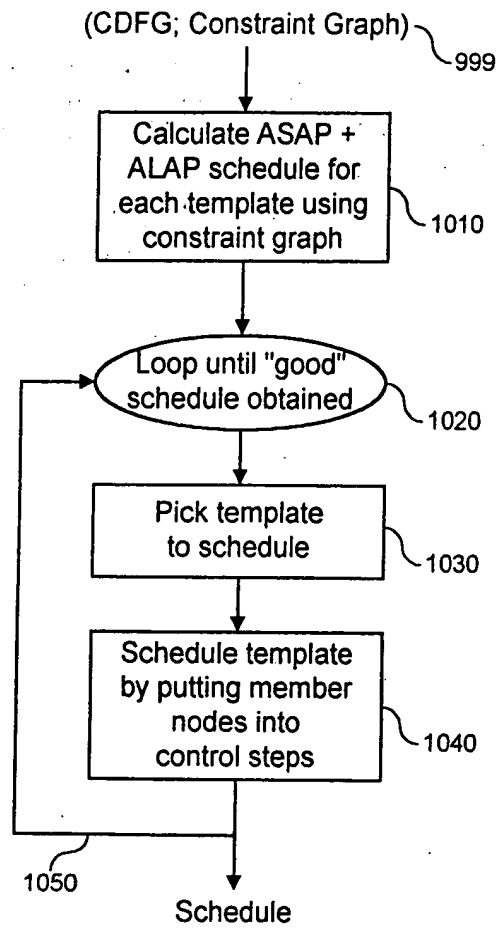 (CDFG; Constraint Graph)
999
Calculate ASAP +
ALAP schedule for
each template using
constraint graph
1010
Loop until "good"
schedule obtained
1020
Pick template
to schedule
1030
Schedule template
by putting member
nodes into
control steps
1040
1050
Schedule